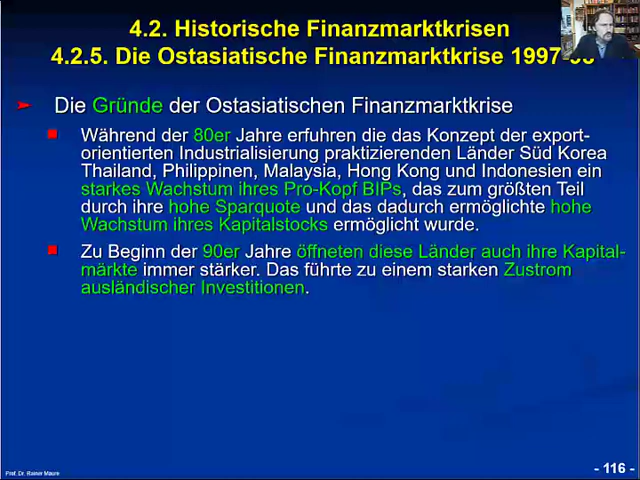 4.2. Historische Finanzmarktkrisen
4.2.5. Die Ostasiatische Finanzmarktkrise 1997-98
Die Gründe der Ostasiatischen Finanzmarktkrise
Während der 80er Jahre erfuhren die das Konzept der export-
orientierten Industrialisierung praktizierenden Länder Süd Korea
Thailand, Philippinen, Malaysia, Hong Kong und Indonesien ein
starkes Wachstum ihres Pro-Kopf BIPs, das zum größten Teil
durch ihre hohe Sparquote und das dadurch ermöglichte hohe
Wachstum ihres Kapitalstocks ermöglicht wurde.
Zu Beginn der 90er Jahre öffneten diese Länder auch ihre Kapital-
märkte immer stärker. Das führte zu einem starken Zustrom
ausländischer Investitionen.
Prof. Dr. Rainer Maure
- 116 -